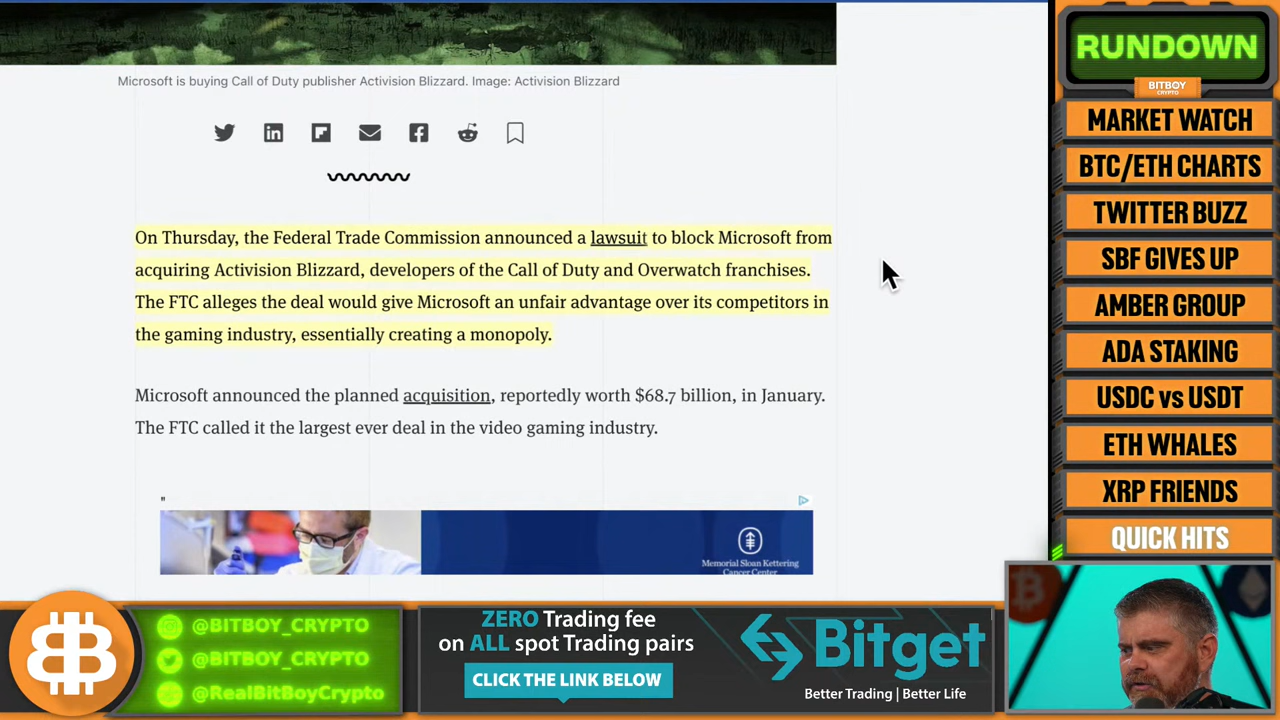 Microsoft is buying Call of Duty publisher Activision Blizzard. Image: Activision Blizzard
On Thursday, the Federal Trade Commission announced a lawsuit to block Microsoft from
acquiring Activision Blizzard, developers of the Call of Duty and Overwatch franchises.
The FTC alleges the deal would give Microsoft an unfair advantage over its competitors in
the gaming industry, essentially creating a monopoly.
Microsoft announced the planned acquisition, reportedly worth $68.7 billion, in January.
The FTC called it the largest ever deal in the video gaming industry.
"
Memorial Sloan Kettering
Cancer Center
RUNDOWN
BITBOY
CRYPTO
MARKET WATCH
BTC/ETH CHARTS
TWITTER BUZZ
SBF GIVES UP
AMBER GROUP
ADA STAKING
USDC vs USDT
ETH WHALES
XRP FRIENDS
QUICK HITS
@BITBOY_CRYPTO
@BITBOY_CRYPTO
@RealBitBoyCrypto
ZERO Trading fee
on ALL spot Trading pairs
CLICK THE LINK BELOW
Bitget
Better Trading | Better Life